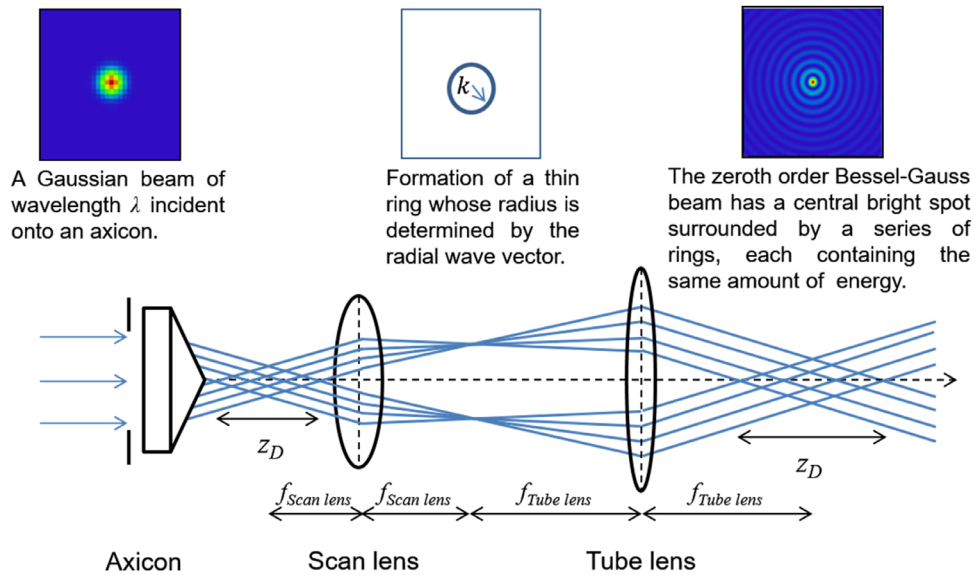 k
A Gaussian beam of
wavelength λ incident
onto an axicon.
Formation of a thin
ring whose radius is
determined by the
radial wave vector.
The zeroth order Bessel-Gauss
beam has a central bright spot
surrounded by a series of
rings, each containing the
same amount of energy.
z_D
z_D
f_Scan lens f_Scan lens f_Tube lens f_Tube lens
Axicon Scan lens Tube lens